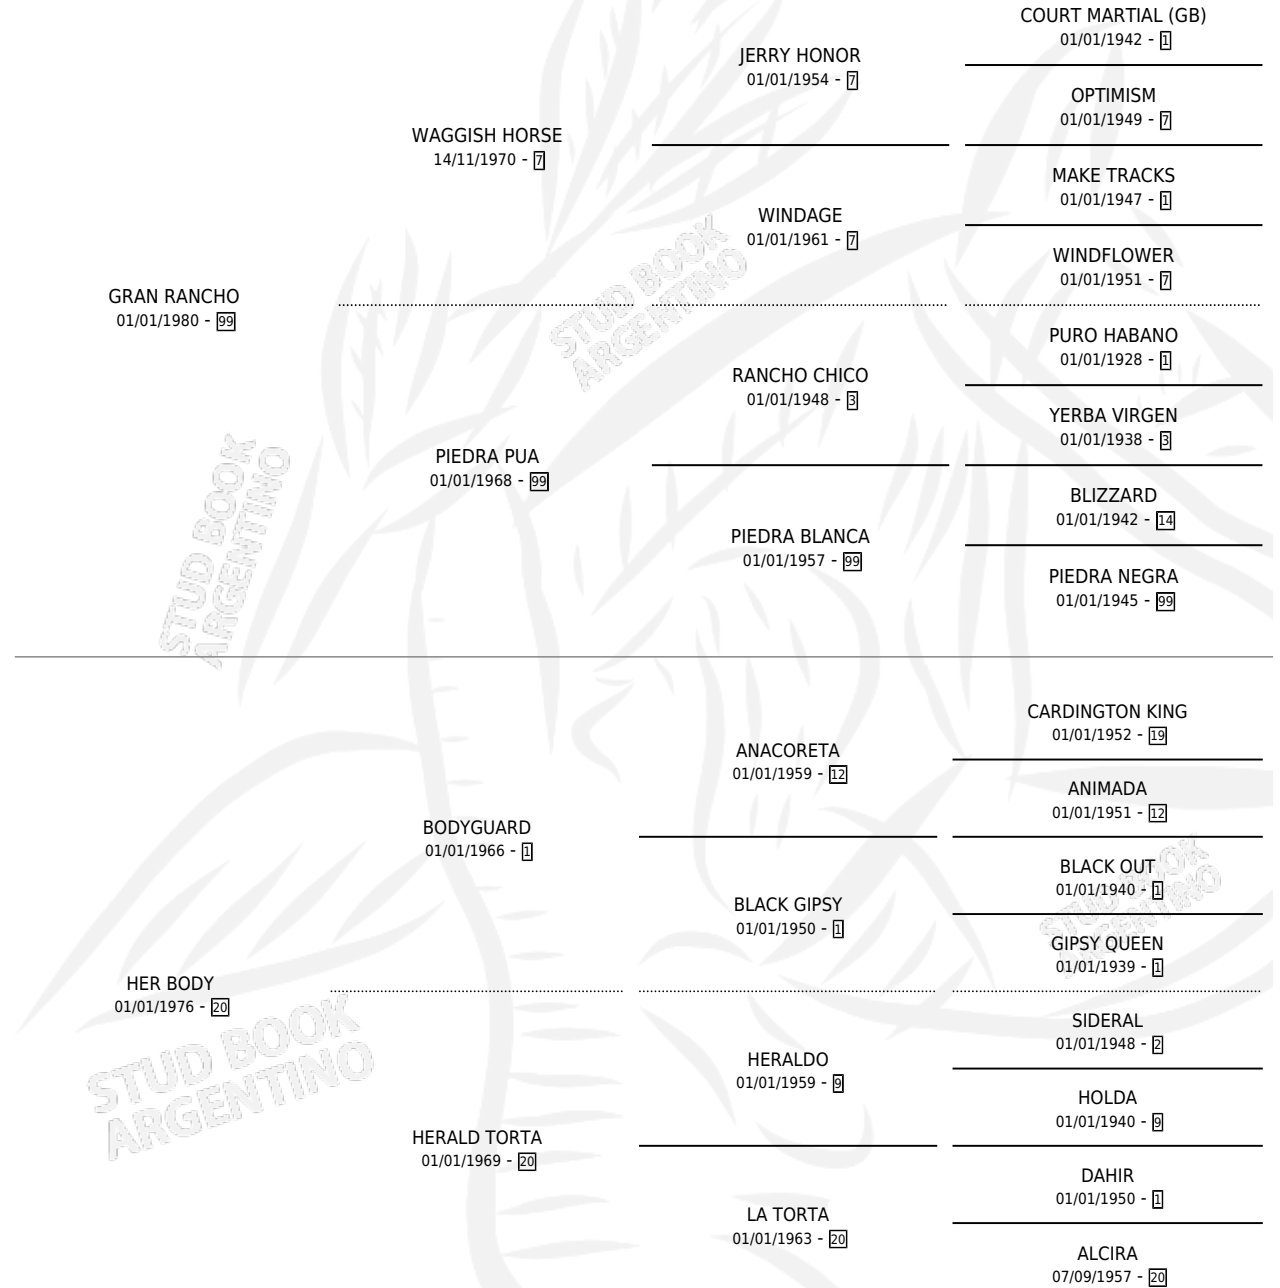 COURT MARTIAL (GB)
01/01/1942 - 1
JERRY HONOR
01/01/1954 - 7
OPTIMISM
01/01/1949 - 7
WAGGISH HORSE
14/11/1970 - 7
MAKE TRACKS
01/01/1947 - 1
WINDAGE
01/01/1961 - 7
WINDFLOWER
01/01/1951 - 7
GRAN RANCHO
01/01/1980 - 99
STUD BOOK
ARGENTINO
PURO HABANO
01/01/1928 - 1
RANCHO CHICO
01/01/1948 - 3
YERBA VIRGEN
01/01/1938 - 3
PIEDRA PUA
01/01/1968 - 99
STUD BOOK
ARGENTINO
BLIZZARD
01/01/1942 - 14
PIEDRA BLANCA
01/01/1957 - 99
PIEDRA NEGRA
01/01/1945 - 99
CARDINGTON KING
01/01/1952 - 19
ANACORETA
01/01/1959 - 12
ANIMADA
01/01/1951 - 12
BODYGUARD
01/01/1966 - 1
BLACK OUT
01/01/1940 - 1
STUD BOOK
ARGENTINO
BLACK GIPSY
01/01/1950 - 1
GIPSY QUEEN
01/01/1939 - 1
HER BODY
01/01/1976 - 20
STUD BOOK
ARGENTINO
SIDERAL
01/01/1948 - 2
HERALDO
01/01/1959 - 9
HOLDA
01/01/1940 - 9
HERALD TORTA
01/01/1969 - 20
DAHIR
01/01/1950 - 1
LA TORTA
01/01/1963 - 20
ALCIRA
07/09/1957 - 20